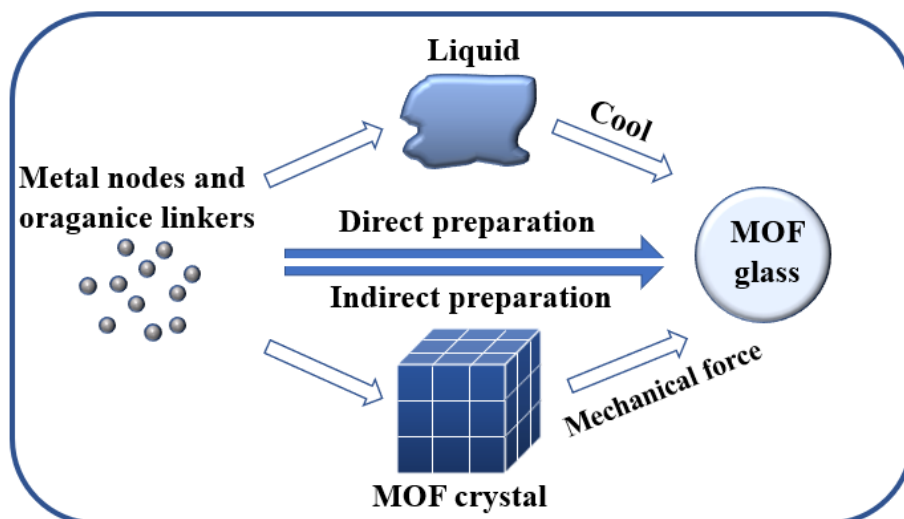 Liquid
Cool
Metal nodes and
oraganice linkers
Direct preparation
MOF
glass
Indirect preparation
Mechanical force
MOF crystal